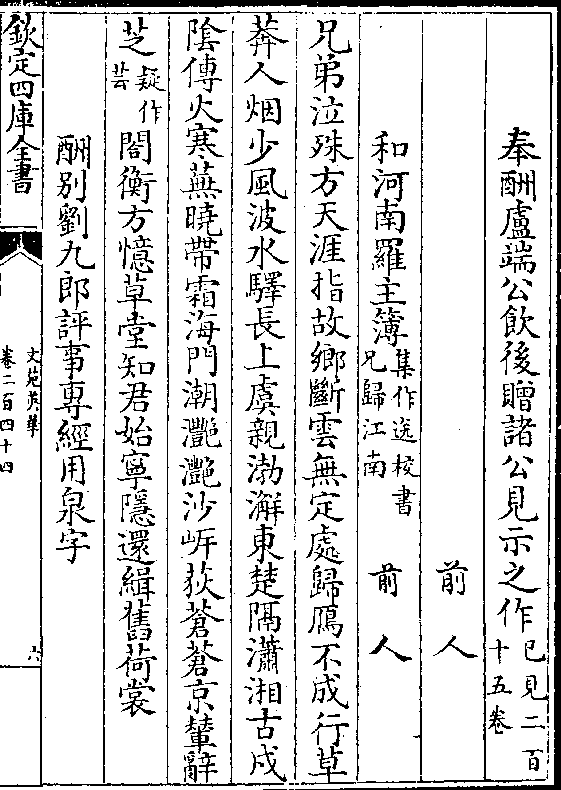 奉酬盧端公飲後贈諸公見示之作已見二百十五卷
前人
和河南羅主簿集作送校書兄歸江南 前人
兄弟泣殊方天涯指故鄉斷雲無定處歸鴈不成行草
莽人烟少風波水驛長上虞親渤澥東楚隔瀟湘古戍
陰傳火寒蕪曉帶霜海門潮灔灔沙岸荻蒼蒼京輦辭
芝疑作芸閣衡方憶草堂知君始寧隱還緝舊荷裳
酬别劉九郎評事專經用泉字
欽定四庫全書
文苑英華
卷二百四十四
六